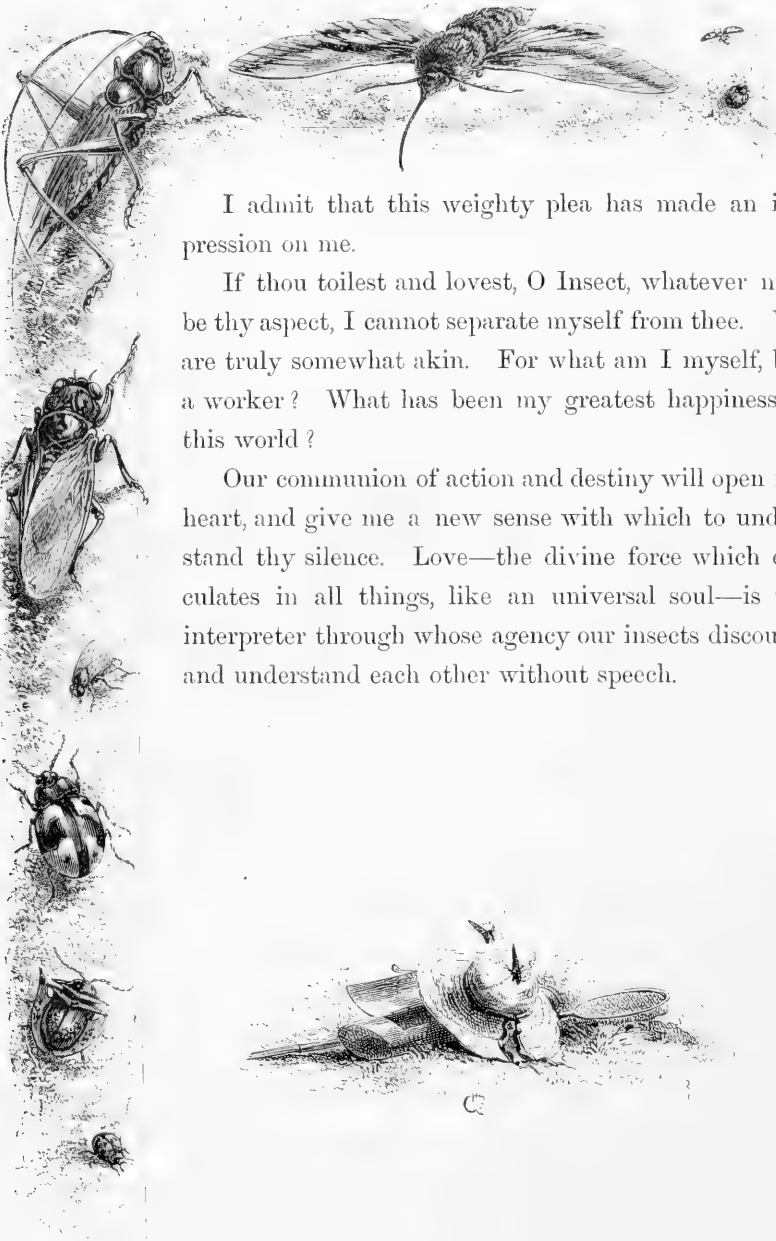 I admit that this weighty plea has made an i
pression on me.
If thou toilest and lovest, O Insect, whatever
be thy aspect, I cannot separate myself from thee.
are truly somewhat akin. For what am I myself,
a worker? What has been my greatest happiness
this world?
Our communion of action and destiny will open
heart, and give me a new sense with which to und
stand thy silence. Love—the divine force which c
culates in all things, like an universal soul—is
interpreter through whose agency our insects discou
and understand each other without speech.